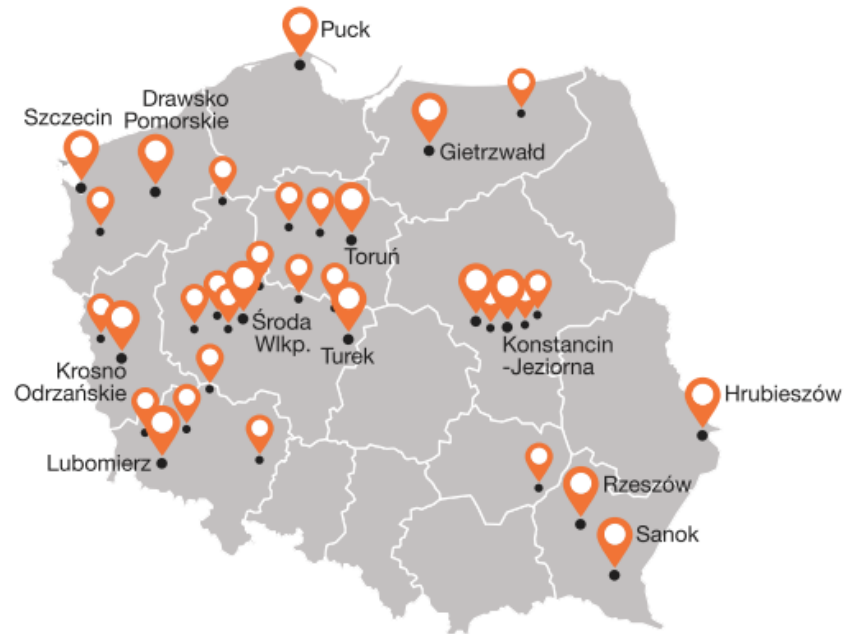 Puck
Drawsko
Pomorskie
Szczecin
Gietrzwałd
Toruń
Środa
Wlkp.
Turek
Konstancin
-Jeziorna
Krosno
Odrzańskie
Hrubieszów
Lubomierz
Rzeszów
Sanok